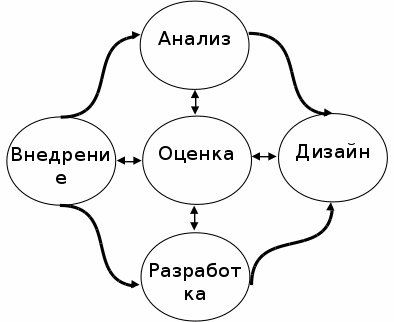 Анализ
Внедрени
е
Оценка
Дизайн
Разработ
ка